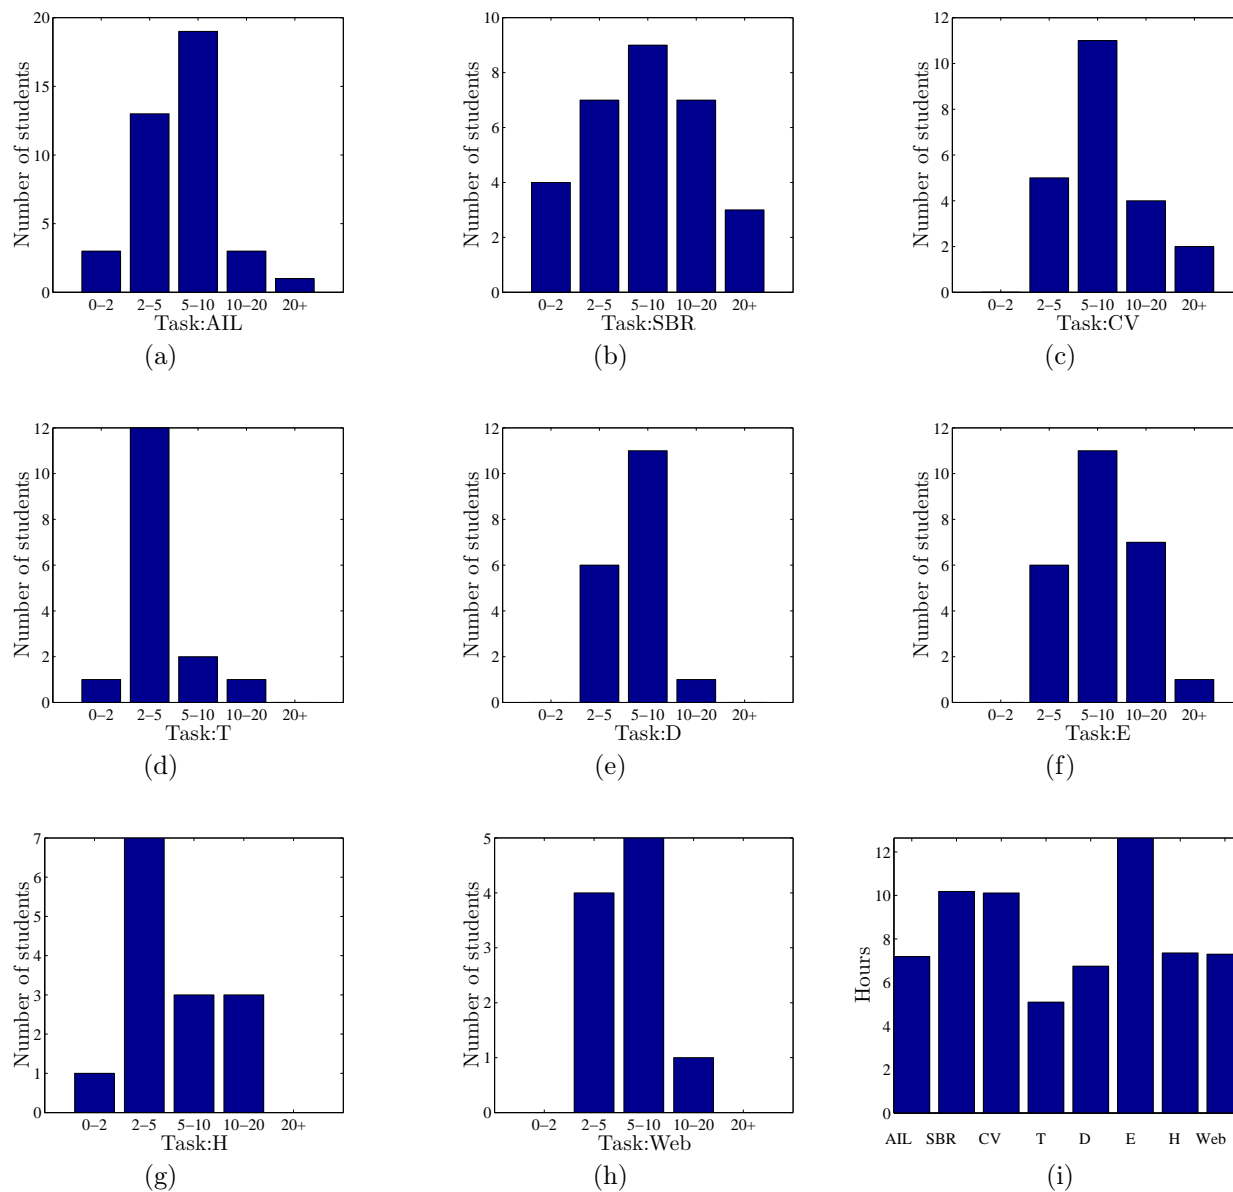 20
15
10
5
0
Number of students
0–2 2–5 5–10 10–20 20+
Task:AIL
(a)
10
8
6
4
2
0
Number of students
0–2 2–5 5–10 10–20 20+
Task:SBR
(b)
12
10
8
6
4
2
0
Number of students
2–5 5–10 10–20 20+
0–2
Task:CV
(c)
12
10
8
6
4
2
0
Number of students
0–2 2–5 5–10 10–20 20+
Task:T
(d)
12
10
8
6
4
2
0
Number of students
0–2 2–5 5–10 10–20 20+
Task:D
(e)
12
10
8
6
4
2
0
Number of students
0–2 2–5 5–10 10–20 20+
Task:E
(f)
7
6
5
4
3
2
1
0
Number of students
0–2 2–5 5–10 10–20 20+
Task:H
(g)
5
4
3
2
1
0
Number of students
0–2 2–5 5–10 10–20 20+
Task:Web
(h)
12
10
8
6
4
2
0
Hours
AIL SBR CV T D E H Web
(i)